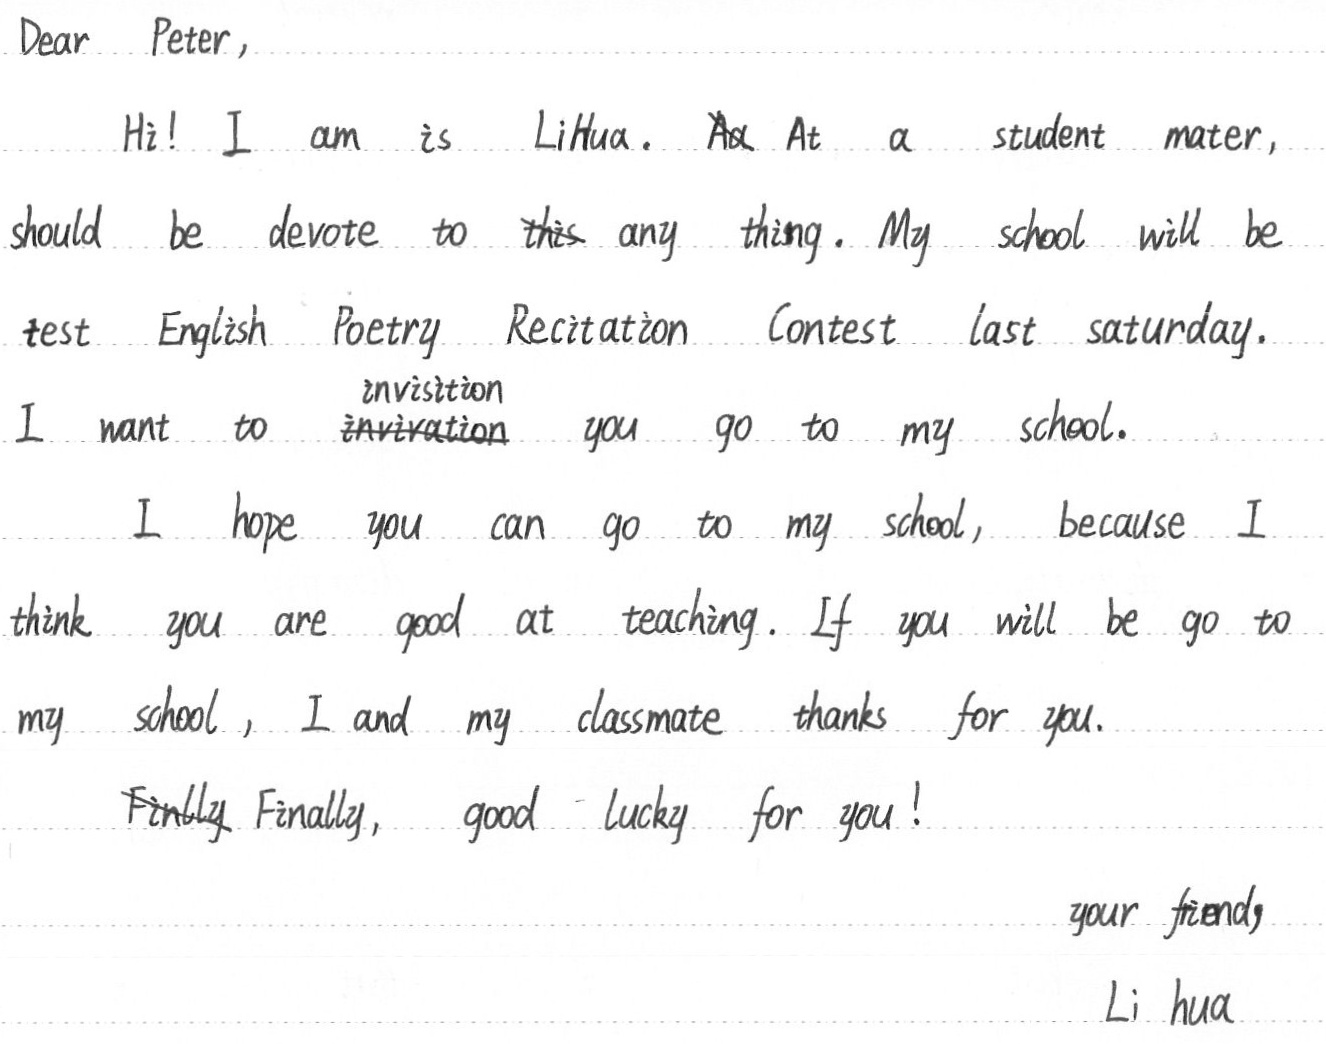 Dear Peter,
Hi! I am is LiHua. At a student mater,
should be devote to this any thing. My school will be
test English Poetry Recitation Contest last saturday.
invisition
I want to invivation you go to my school.
I hope you can go to my school, because I
think you are good at teaching. If you will be go to
my school, I and my classmate thanks for you.
Finlly Finally, good lucky for you!
your friend,
Li hua